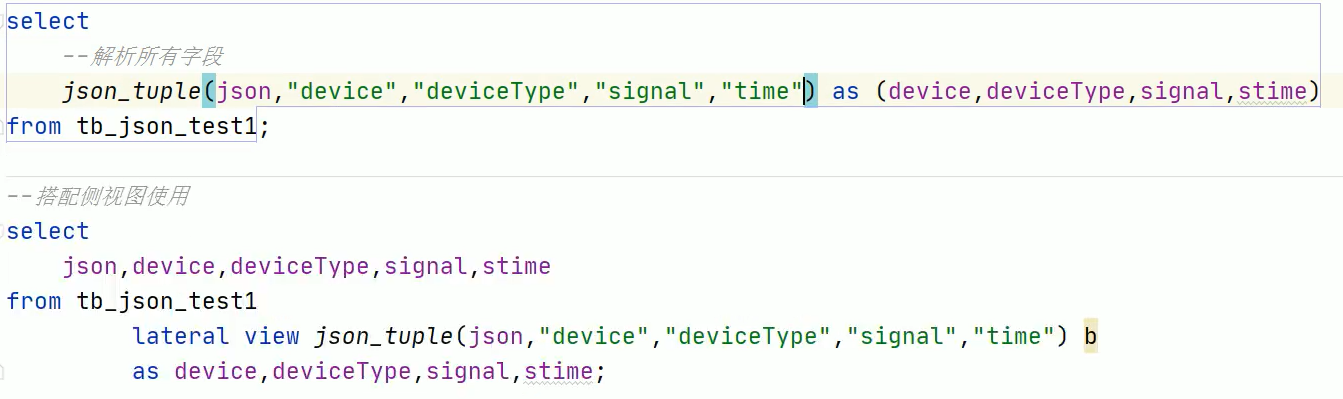 select
--解析所有字段
json_tuple(json,"device","deviceType","signal","time") as (device,deviceType,signal,stime)
from tb_json_test1;
--搭配侧视图使用
select
json,device,deviceType,signal,stime
from tb_json_test1
lateral view json_tuple(json,"device","deviceType","signal","time") b
as device,deviceType,signal,stime;